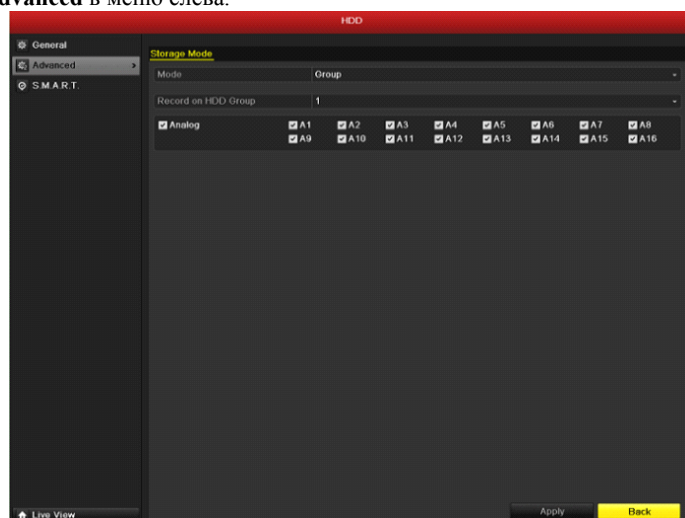 dvanced в меню слева.
HDD
General
Storage Mode
Advanced
Mode Group
S.M.A.R.T.
Record on HDD Group 1
Analog A1 A2 A3 A4 A5 A6 A7 A8
A9 A10 A11 A12 A13 A14 A15 A16
Live View
Apply Back